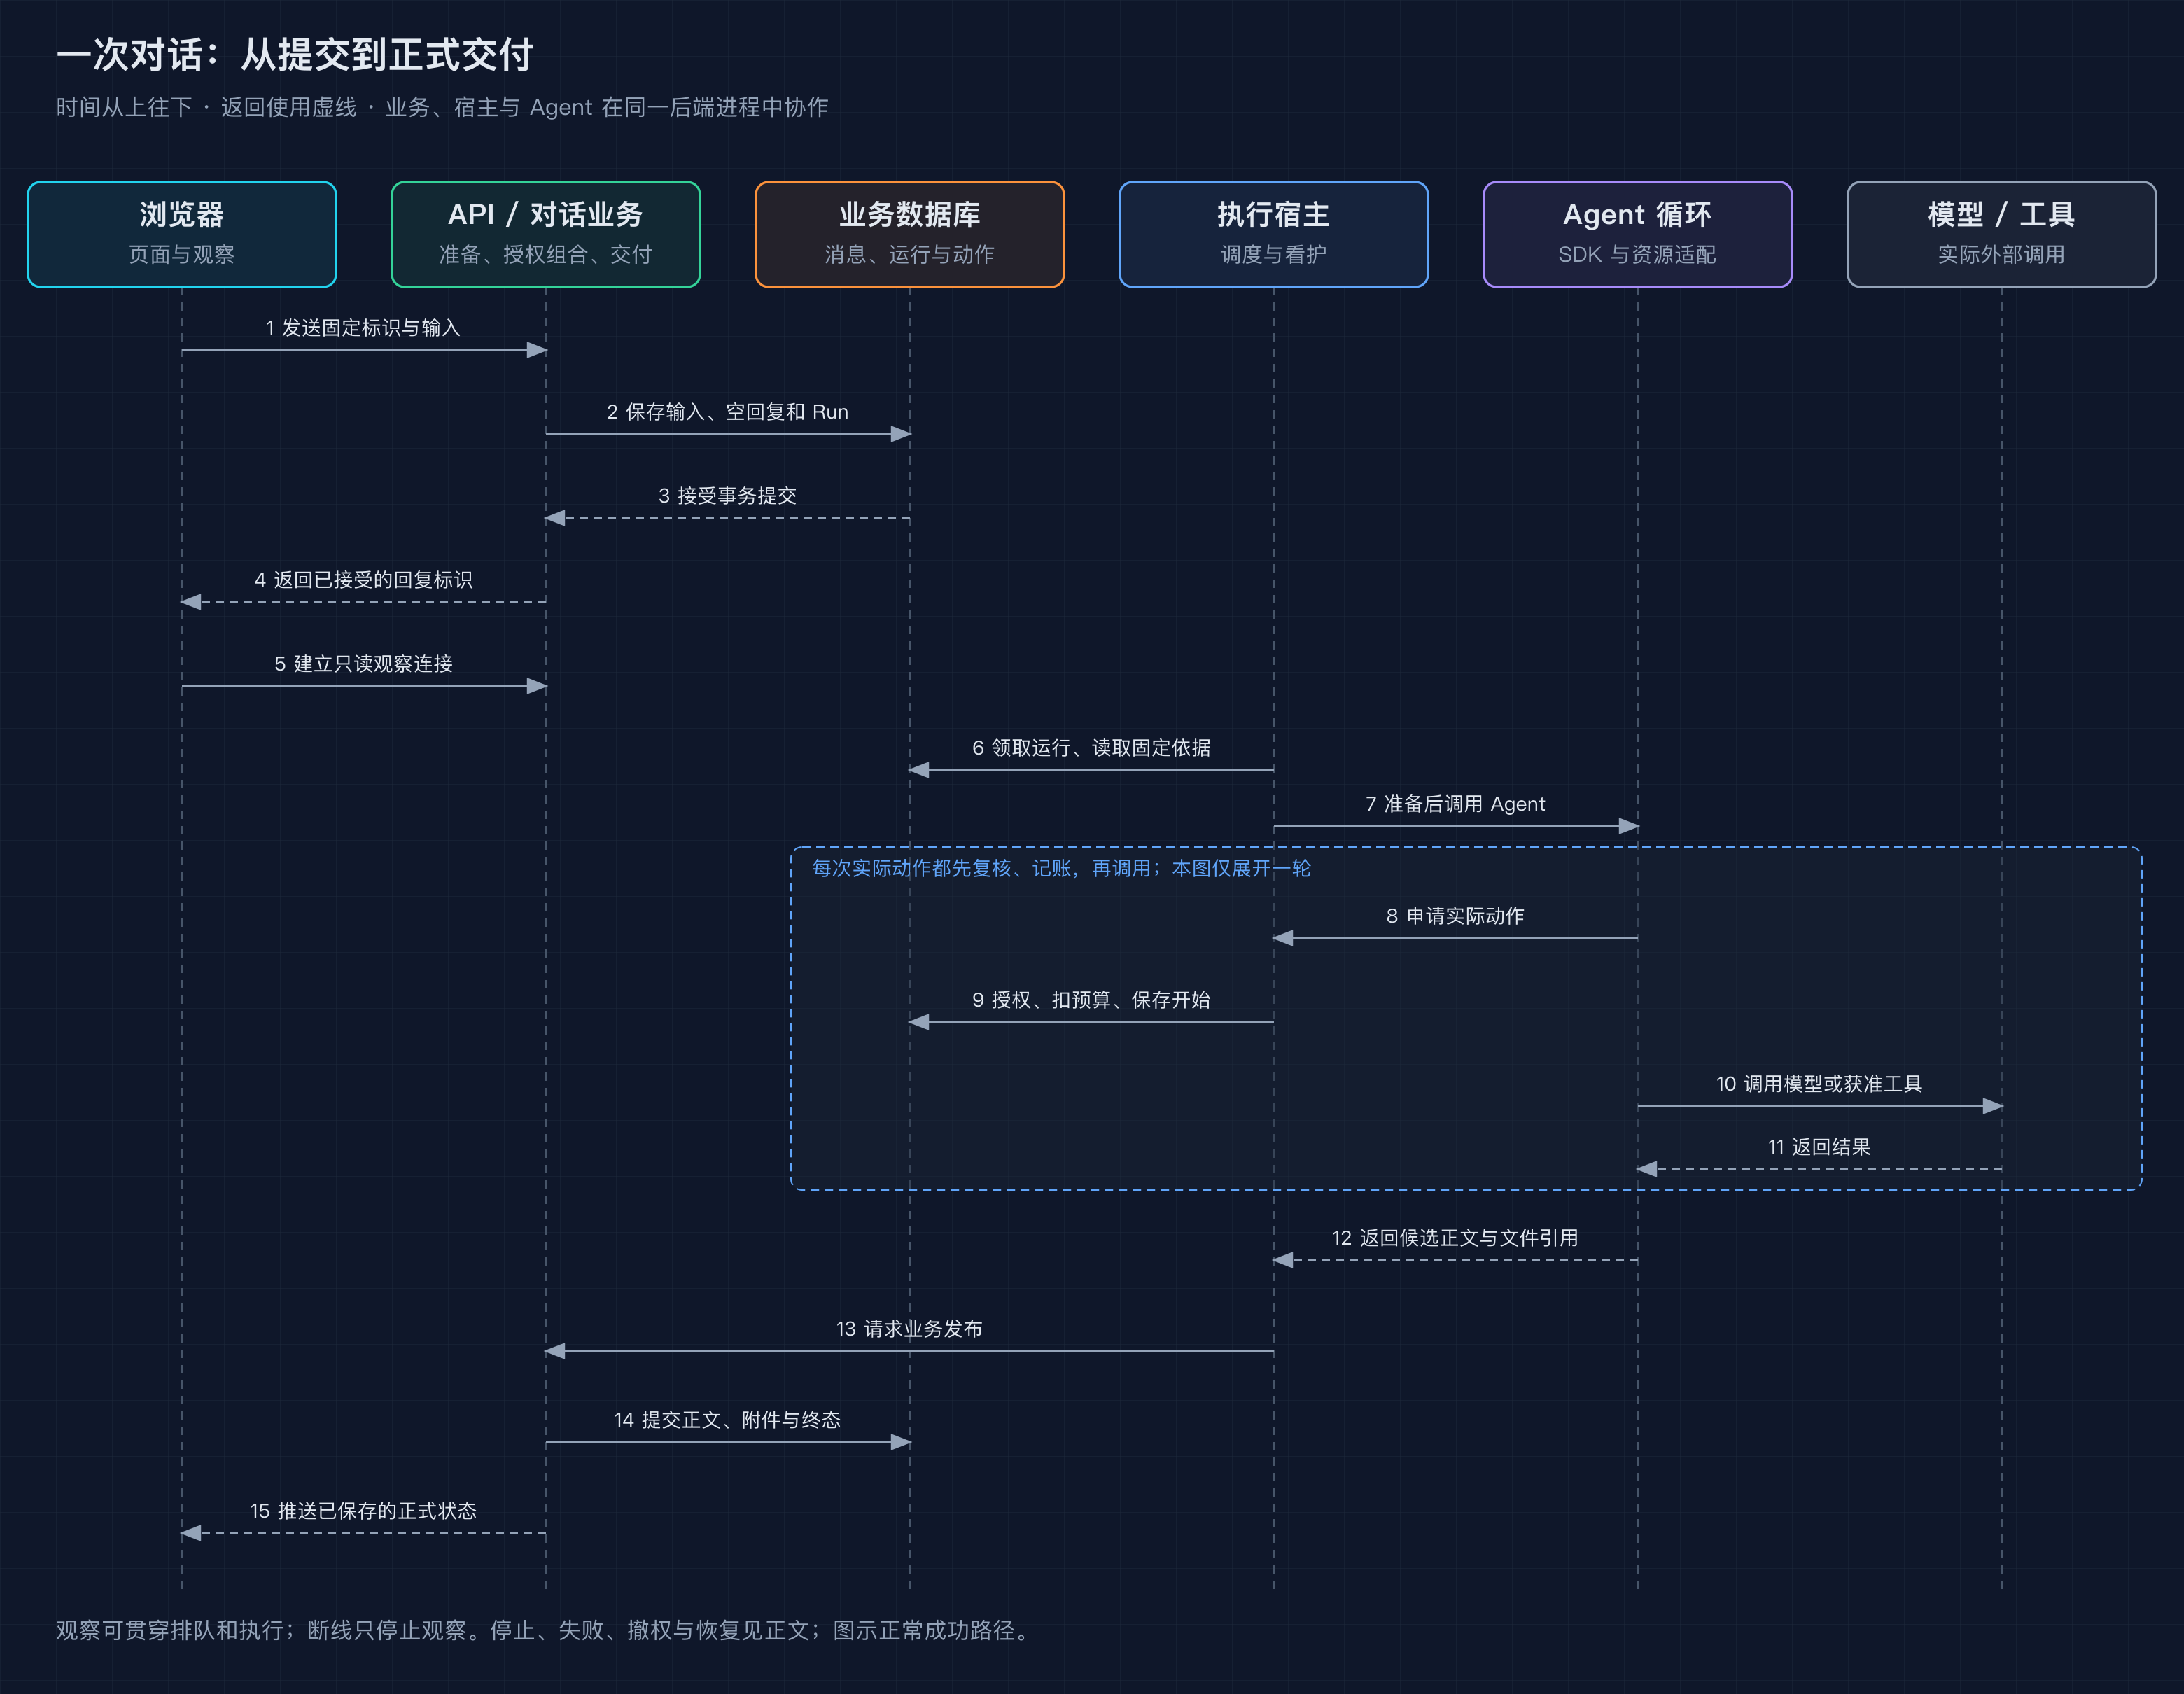 一次对话：从提交到正式交付
时间从上往下 · 返回使用虚线 · 业务、宿主与 Agent 在同一后端进程中协作
浏览器
页面与观察
API / 对话业务
准备、授权组合、交付
业务数据库
消息、运行与动作
执行宿主
调度与看护
Agent 循环
SDK 与资源适配
模型 / 工具
实际外部调用
1 发送固定标识与输入
2 保存输入、空回复和 Run
3 接受事务提交
4 返回已接受的回复标识
5 建立只读观察连接
6 领取运行、读取固定依据
7 准备后调用 Agent
每次实际动作都先复核、记账，再调用；本图仅展开一轮
8 申请实际动作
9 授权、扣预算、保存开始
10 调用模型或获准工具
11 返回结果
12 返回候选正文与文件引用
13 请求业务发布
14 提交正文、附件与终态
15 推送已保存的正式状态
观察可贯穿排队和执行；断线只停止观察。停止、失败、撤权与恢复见正文；图示正常成功路径。